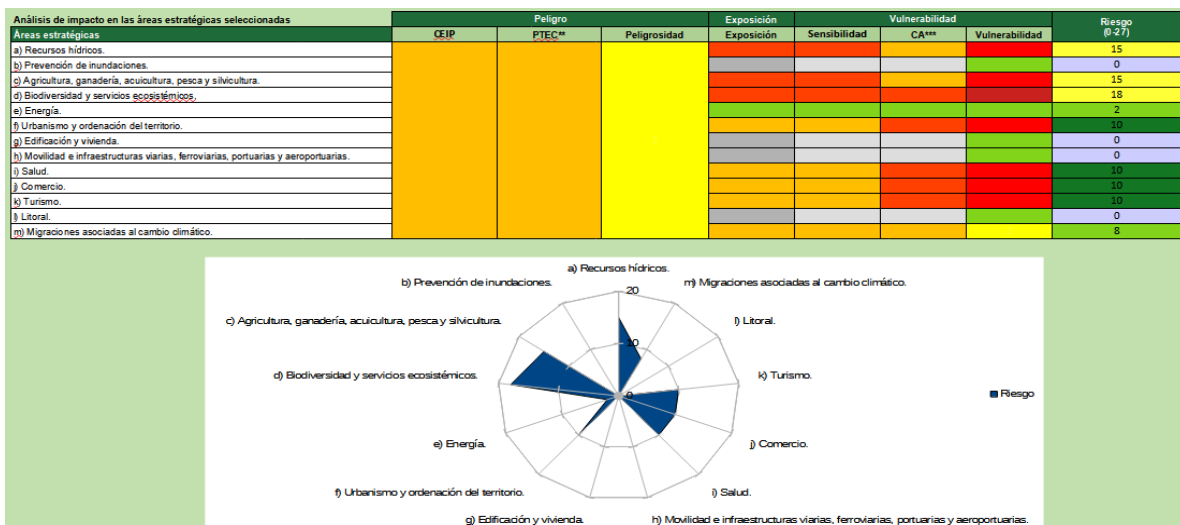 Análisis de impacto en las áreas estratégicas seleccionadas Peligro Exposición Vulnerabilidad Riesgo (0-27)
Áreas estratégicas ŒIP PTEC** Peligrosidad Exposición Sensibilidad CA*** Vulnerabilidad
a) Recursos hídricos. 15
b) Prevención de inundaciones. 0
c) Agricultura, ganadería, acuicultura, pesca y silvicultura. 15
d) Biodiversidad y servicios ecosistémicos. 18
e) Energía. 2
f) Urbanismo y ordenación del territorio. 10
g) Edificación y vivienda. 0
h) Movilidad e infraestructuras viarias, ferroviarias, portuarias y aeroportuarias. 0
i) Salud. 10
j) Comercio. 10
k) Turismo. 10
l) Litoral. 0
m) Migraciones asociadas al cambio climático. 8
a) Recursos hídricos.
b) Prevención de inundaciones. m) Migraciones asociadas al cambio climático.
20
c) Agricultura, ganadería, acuicultura, pesca y silvicultura. l) Litoral.
10
d) Biodiversidad y servicios ecosistémicos. k) Turismo.
0 Riesgo
e) Energía. j) Comercio.
f) Urbanismo y ordenación del territorio. i) Salud.
g) Edificación y vivienda. h) Movilidad e infraestructuras viarias, ferroviarias, portuarias y aeroportuarias.